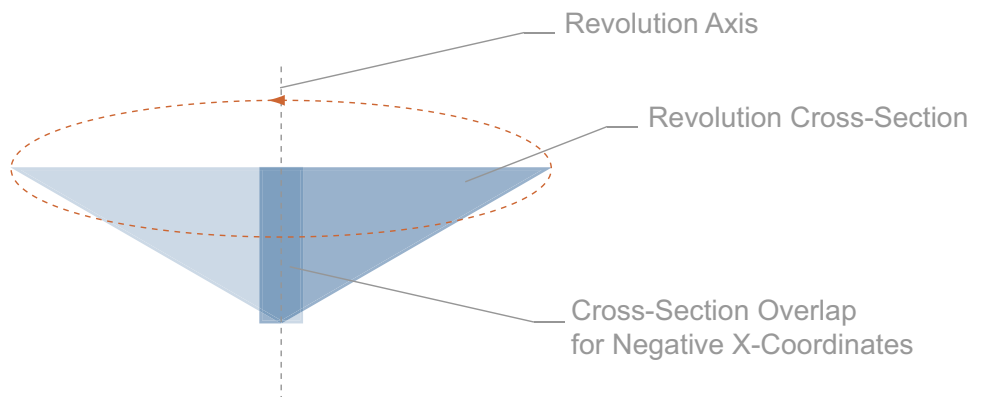 Revolution Axis
Revolution Cross-Section
Cross-Section Overlap
for Negative X-Coordinates